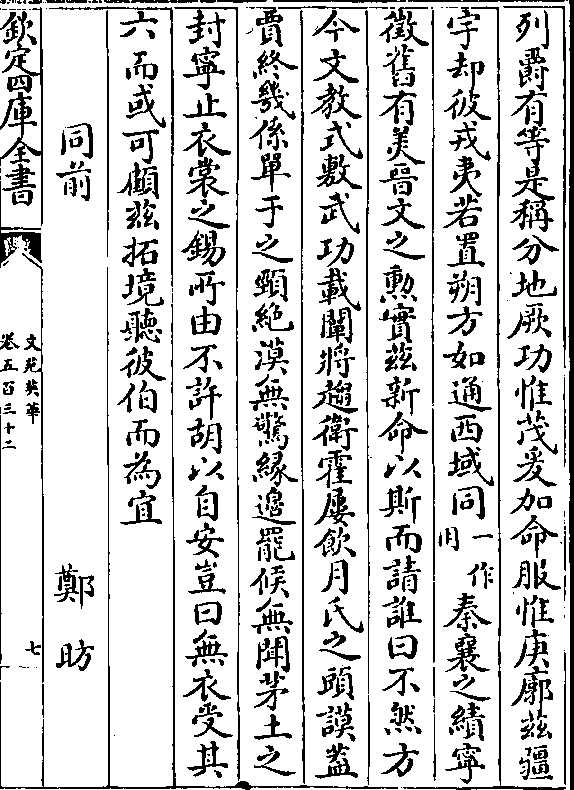 列爵有等是稱分地厥功惟茂爰加命服惟庚廓茲疆
宇却彼戎夷若置朔方如通西域同一作用秦襄之績寧
徵舊有美晉文之勲實茲新命以斯而請誰曰不然方
今文教式敷武功載闡將趨衛霍屢飲月氏之頭謨蓋
賈終幾係單于之頸絶漠無驚縁邉罷候無聞茅土之
封寧止衣裳之錫所由不許胡以自安豈曰無衣受其
六而或可顧茲拓境聽彼伯而為宜
同前 鄭昉
欽定四庫全書
文苑英華
卷五百三十二
七